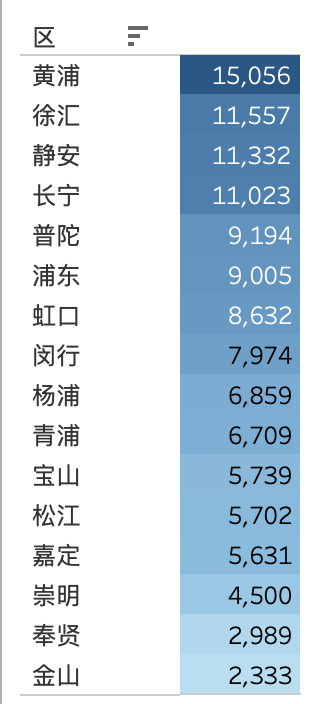 区
黄浦 15,056
徐汇 11,557
静安 11,332
长宁 11,023
普陀 9,194
浦东 9,005
虹口 8,632
闵行 7,974
杨浦 6,859
青浦 6,709
宝山 5,739
松江 5,702
嘉定 5,631
崇明 4,500
奉贤 2,989
金山 2,333